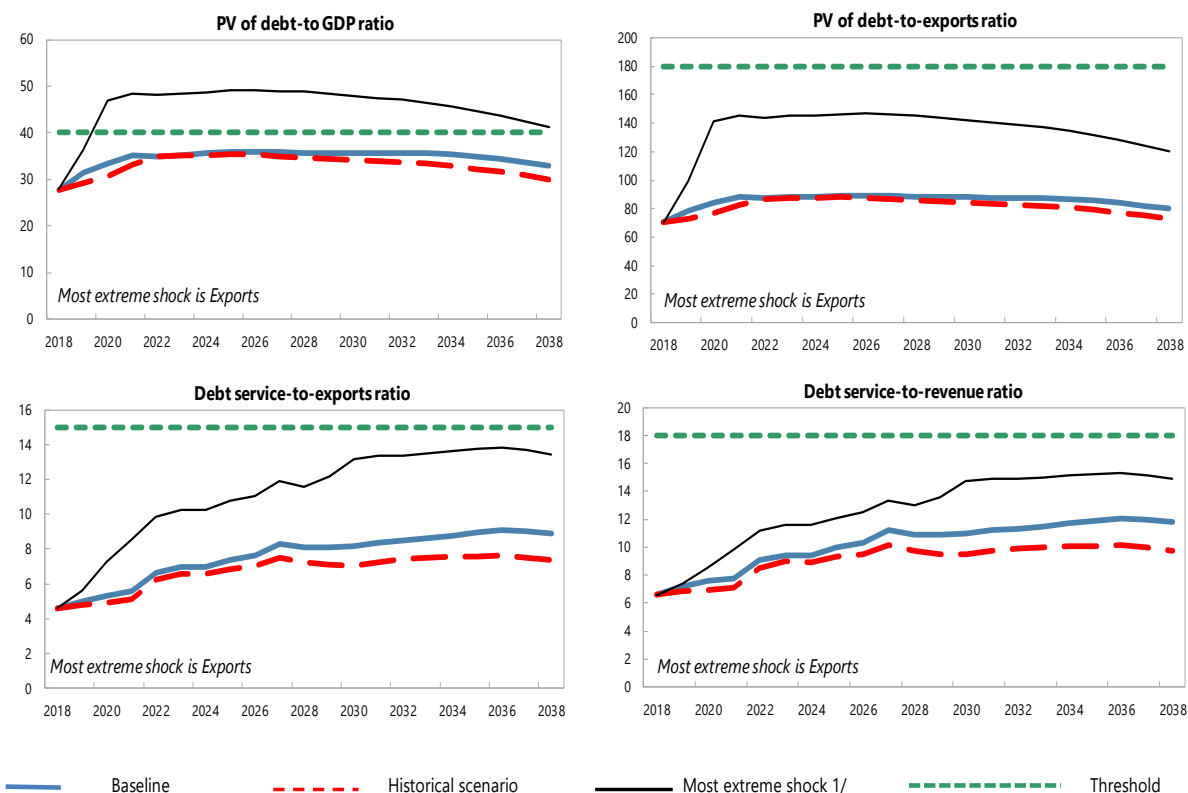 PV of debt-to GDP ratio
60
50
40
30
20
10
0
Most extreme shock is Exports
2018 2020 2022 2024 2026 2028 2030 2032 2034 2036 2038
PV of debt-to-exports ratio
200
180
160
140
120
100
80
60
40
20
0
Most extreme shock is Exports
2018 2020 2022 2024 2026 2028 2030 2032 2034 2036 2038
Debt service-to-exports ratio
16
14
12
10
8
6
4
2
0
Most extreme shock is Exports
2018 2020 2022 2024 2026 2028 2030 2032 2034 2036 2038
Debt service-to-revenue ratio
20
18
16
14
12
10
8
6
4
2
0
Most extreme shock is Exports
2018 2020 2022 2024 2026 2028 2030 2032 2034 2036 2038
Baseline Historical scenario Most extreme shock 1/ Threshold